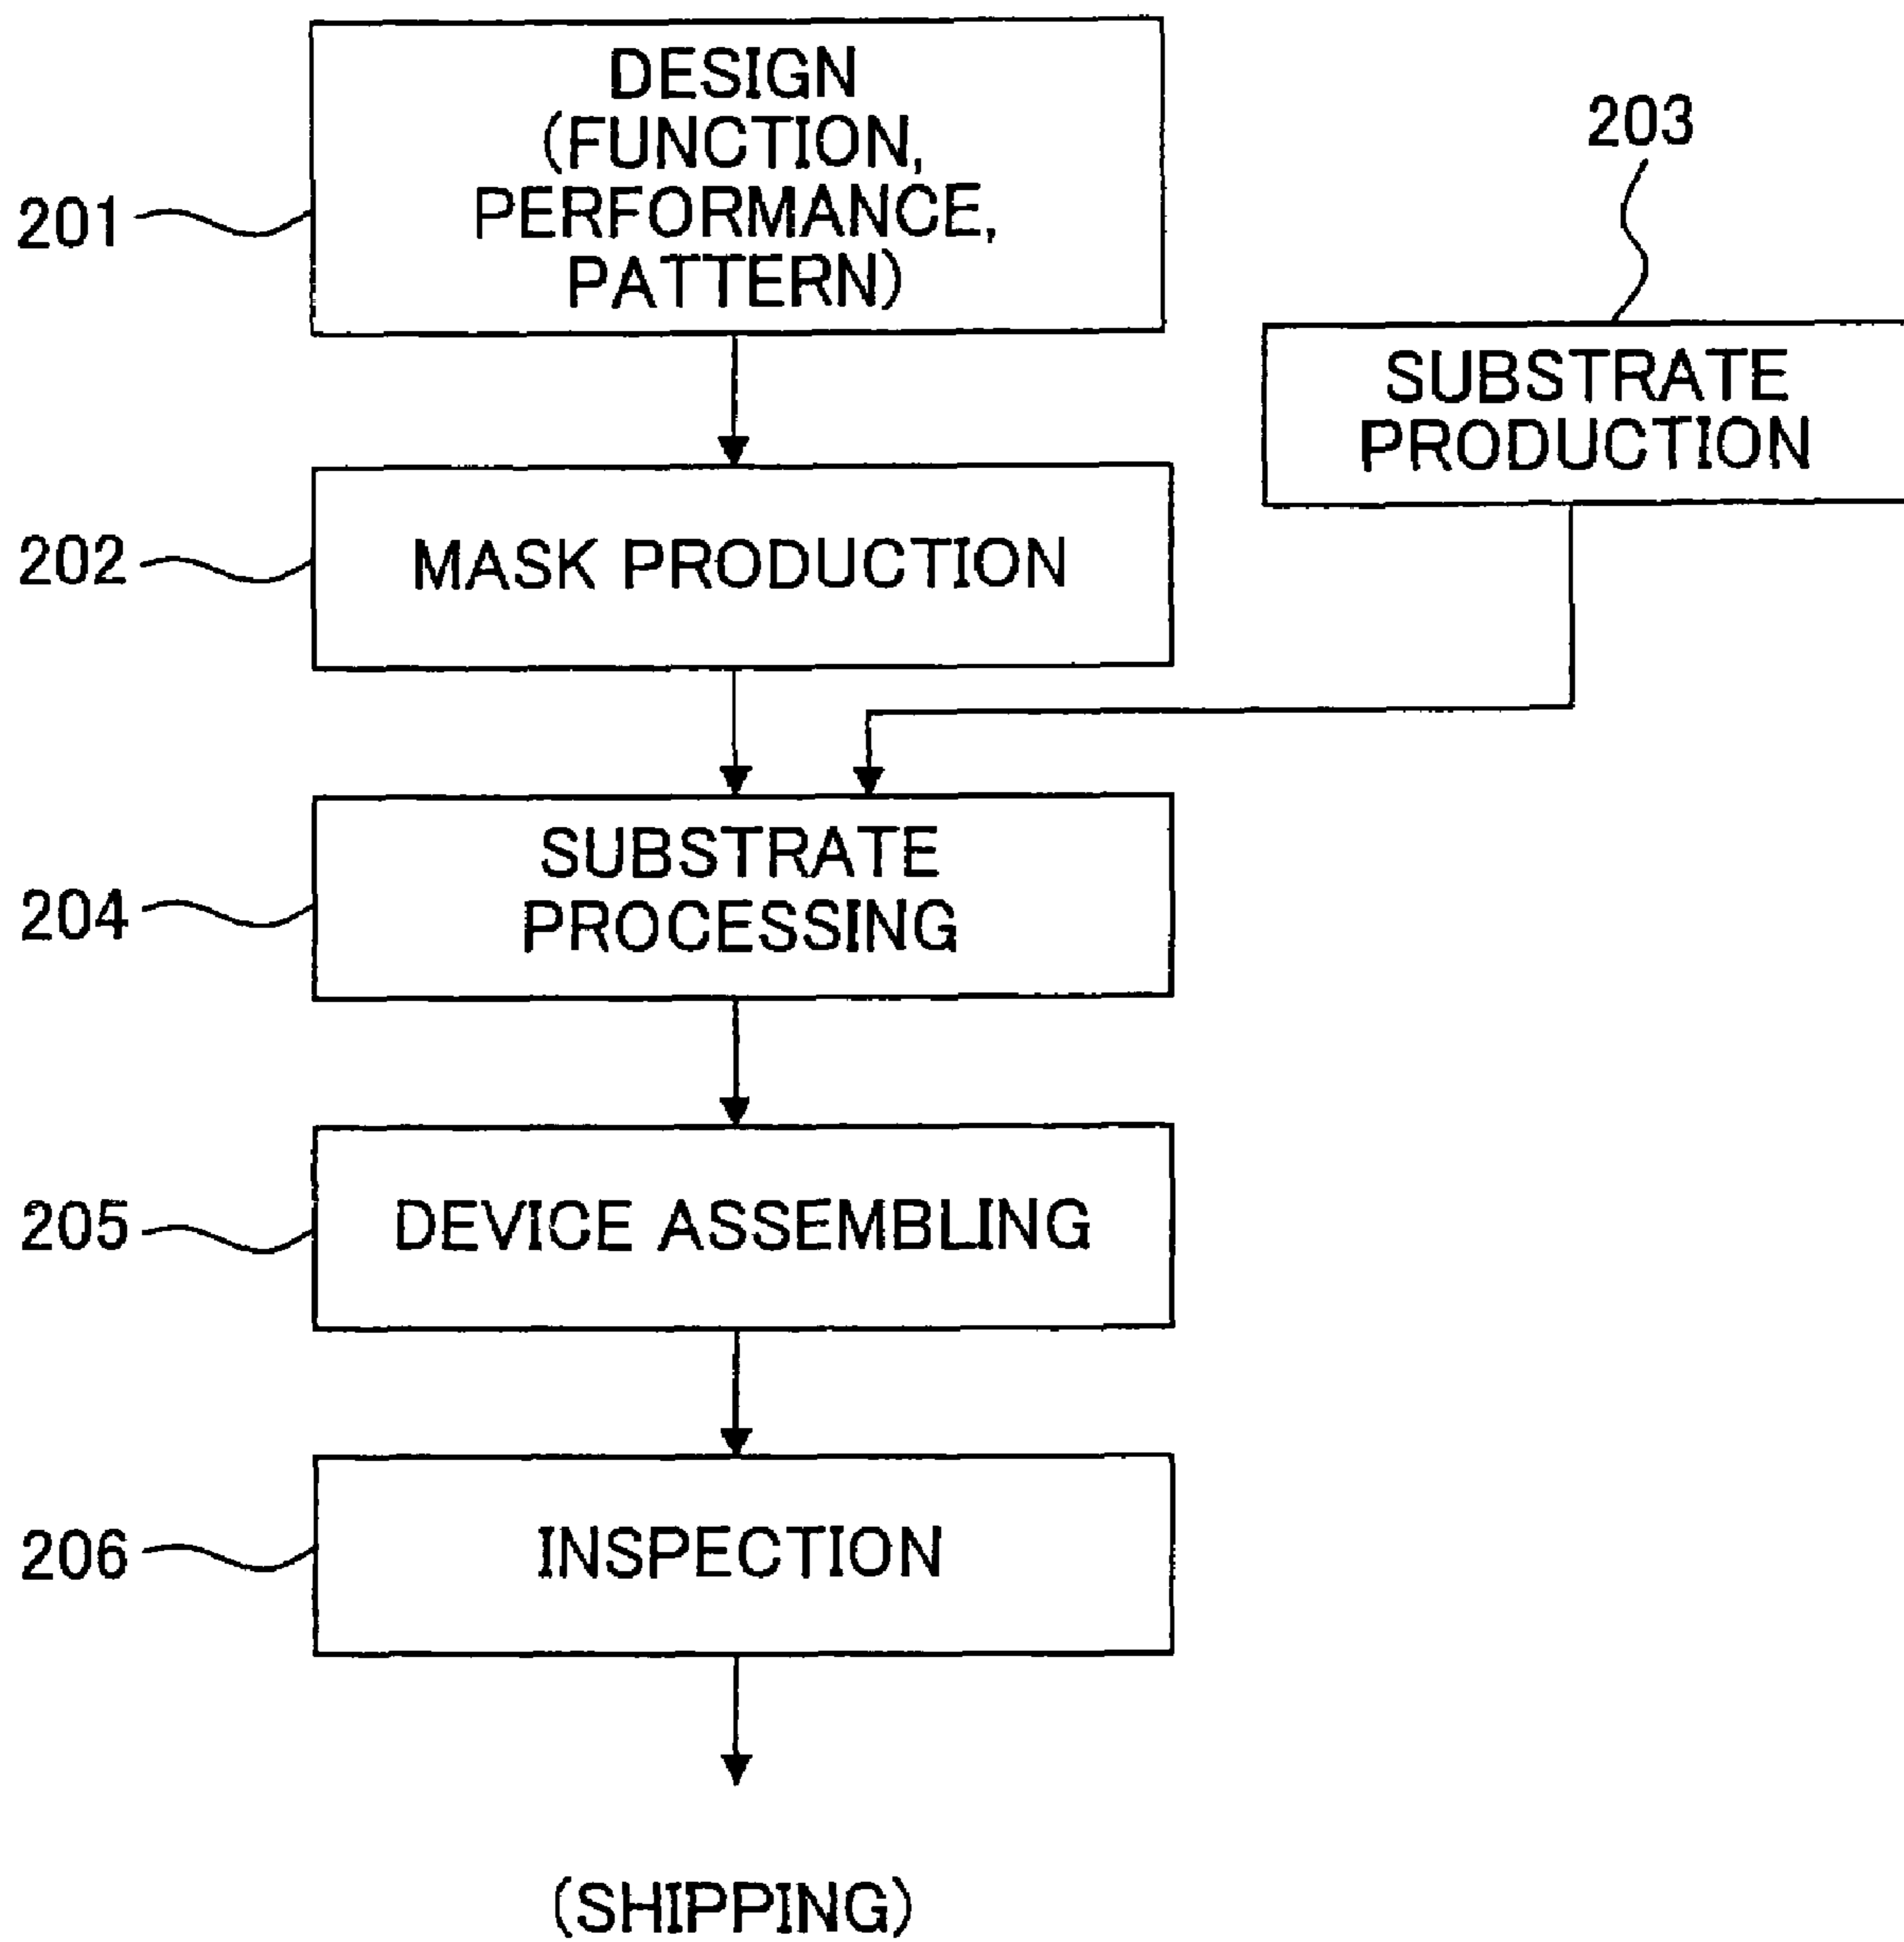 DESIGN
(FUNCTION,
PERFORMANCE,
PATTERN)
201
203
SUBSTRATE
PRODUCTION
202
MASK PRODUCTION
SUBSTRATE
PROCESSING
204
205
DEVICE ASSEMBLING
206
INSPECTION
(SHIPPING)